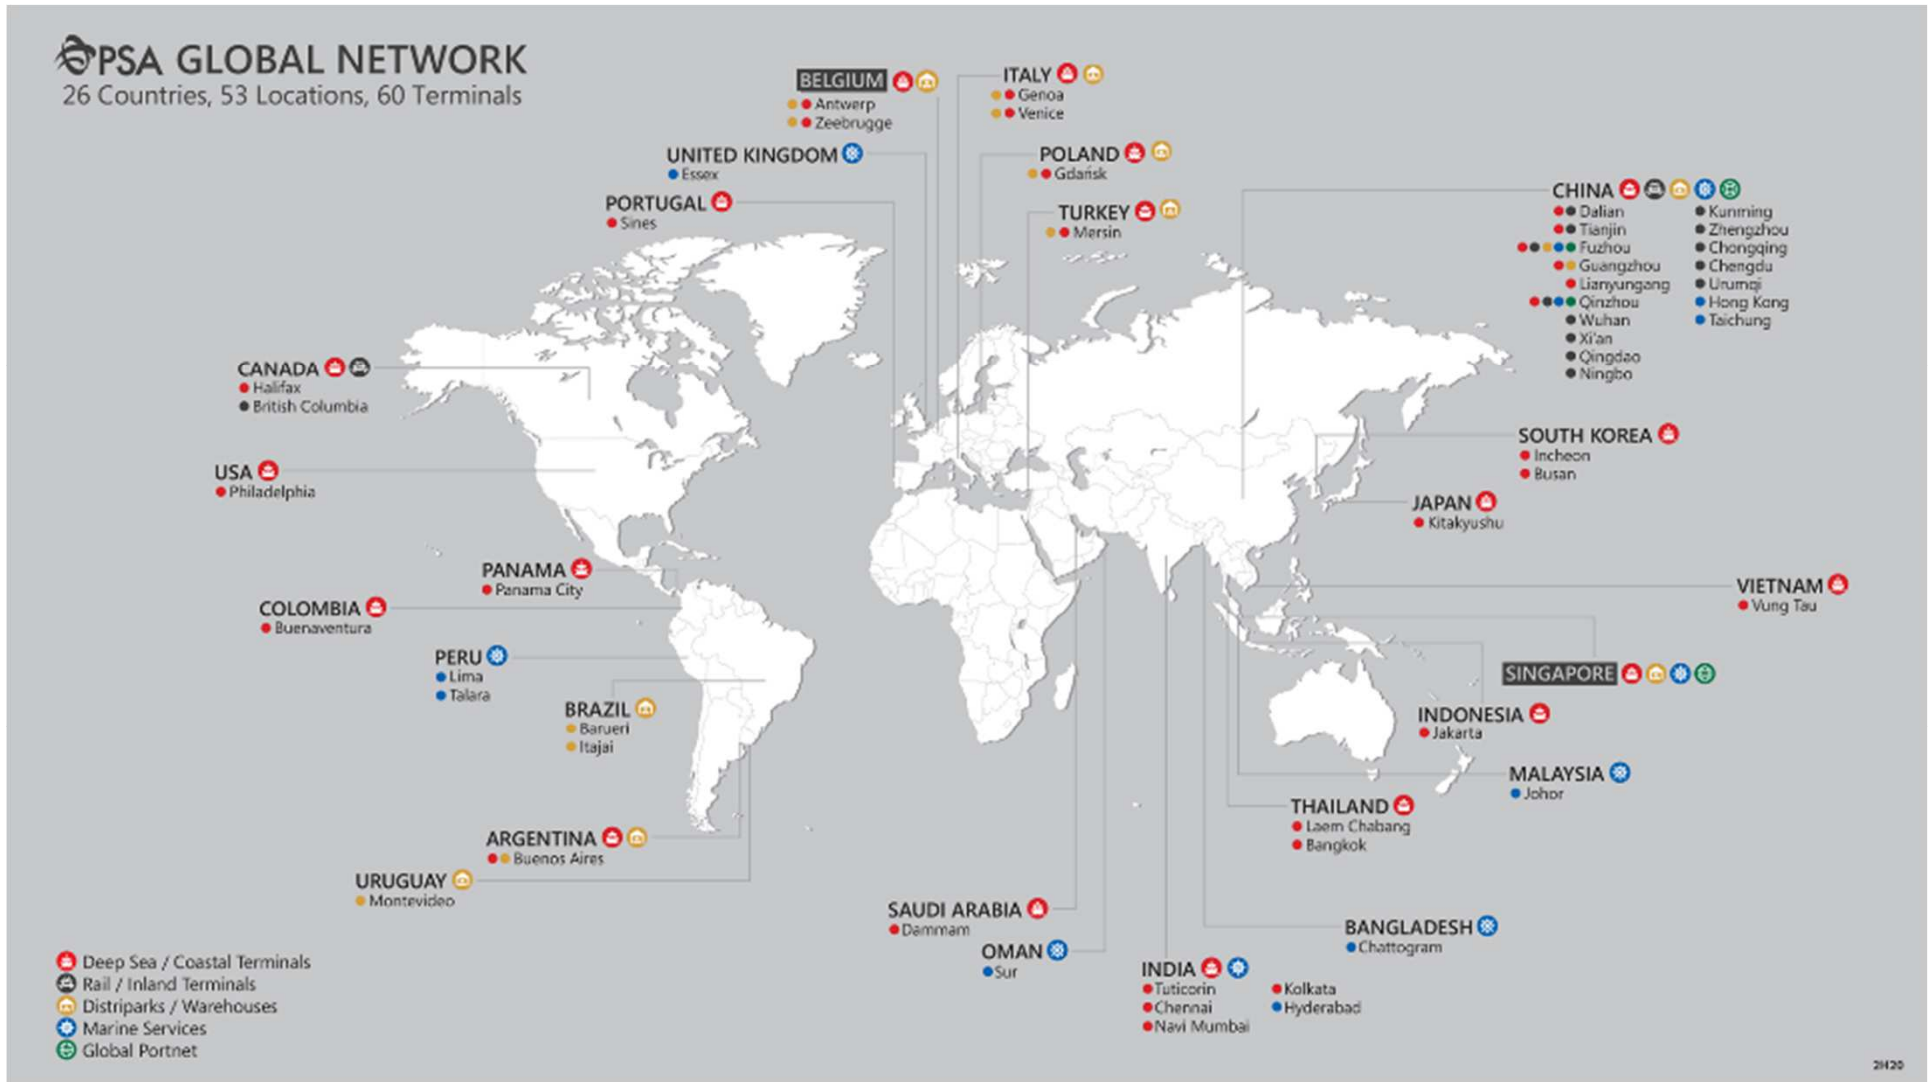 PSA GLOBAL NETWORK
26 Countries, 53 Locations, 60 Terminals
BELGIUM
Antwerp
Zeebrugge
ITALY
Genoa
Venice
UNITED KINGDOM
Essex
POLAND
Gdańsk
PORTUGAL
Sines
TURKEY
Mersin
CHINA
Dalian
Tianjin
Fuzhou
Guangzhou
Lianyungang
Qinzhou
Wuhan
Xi'an
Qingdao
Ningbo
Kunming
Zhengzhou
Chongqing
Chengdu
Urumqi
Hong Kong
Taichung
CANADA
Halifax
British Columbia
SOUTH KOREA
Incheon
Busan
USA
Philadelphia
JAPAN
Kitakyushu
PANAMA
Panama City
VIETNAM
Vung Tau
COLOMBIA
Buenaventura
PERU
Lima
Talara
SINGAPORE
BRAZIL
Barueri
Itajai
INDONESIA
Jakarta
MALAYSIA
Johor
THAILAND
Laem Chabang
Bangkok
ARGENTINA
Buenos Aires
URUGUAY
Montevideo
SAUDI ARABIA
Dammam
OMAN
Sur
BANGLADESH
Chattogram
INDIA
Tuticorin
Chennai
Navi Mumbai
Kolkata
Hyderabad
Deep Sea / Coastal Terminals
Rail / Inland Terminals
Distriparks / Warehouses
Marine Services
Global Portnet
2H20